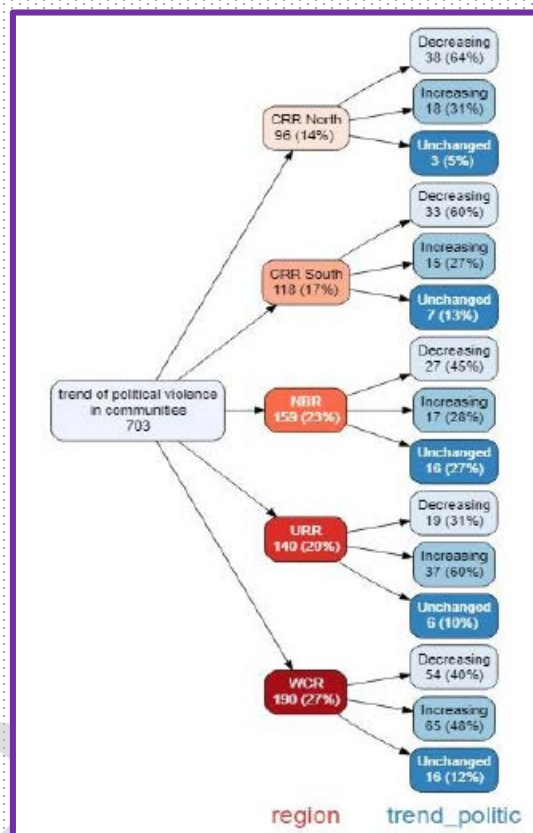 Decreasing
38 (64%)
CRR North
96 (14%)
Increasing
18 (31%)
Unchanged
3 (5%)
Decreasing
33 (60%)
CRR South
118 (17%)
Increasing
15 (27%)
Unchanged
7 (13%)
Decreasing
27 (45%)
trend of political violence
in communities
703
NBR
159 (23%)
Increasing
17 (28%)
Unchanged
16 (27%)
Decreasing
19 (31%)
URR
140 (20%)
Increasing
37 (60%)
Unchanged
6 (10%)
Decreasing
54 (40%)
WCR
190 (27%)
Increasing
65 (48%)
Unchanged
16 (12%)
region
trend_politic